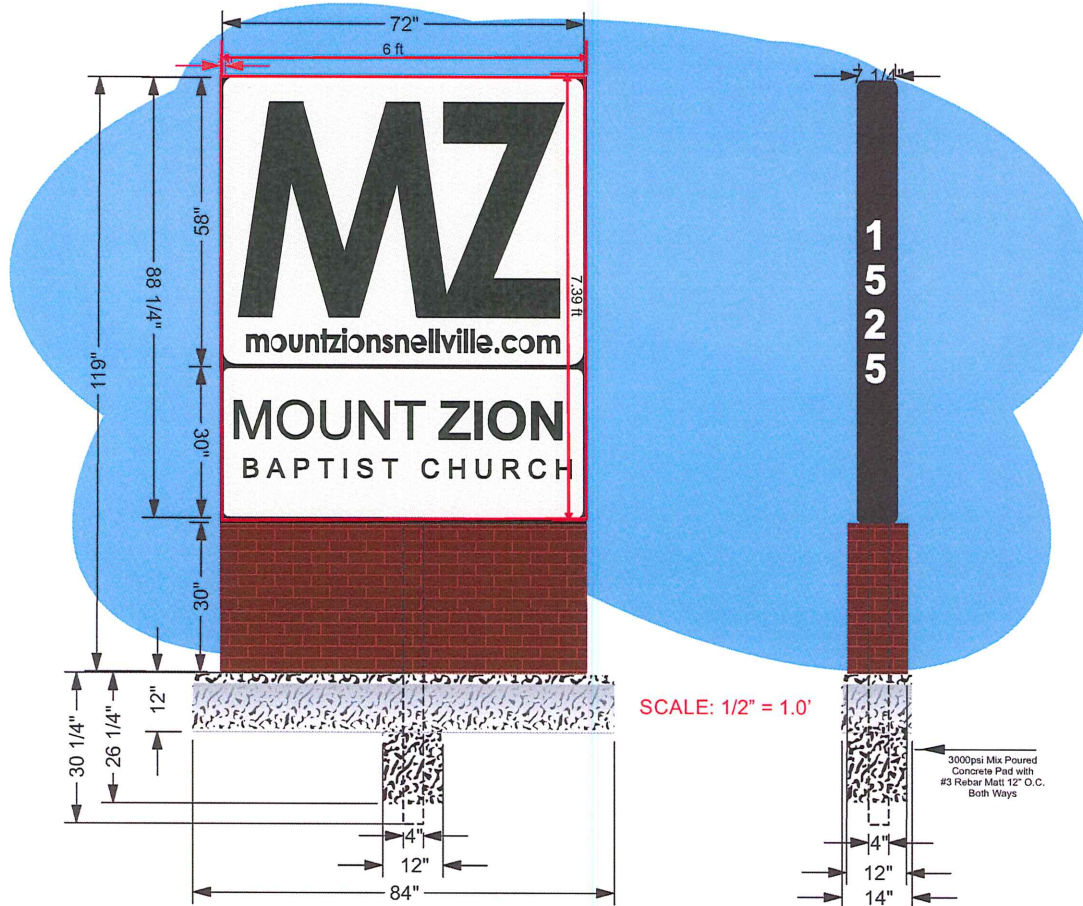 72"
6 ft
7 1/4"
MZ
mountzionsnellville.com
MOUNT ZION
BAPTIST CHURCH
58"
7.39 ft
88 1/4"
119"
30"
30"
1
5
2
5
12"
26 1/4"
30 1/4"
SCALE: 1/2" = 1.0'
3000psi Mix Poured
Concrete Pad with
#3 Rebar Matt 12" O.C.
Both Ways
4"
12"
84"
4"
12"
14"